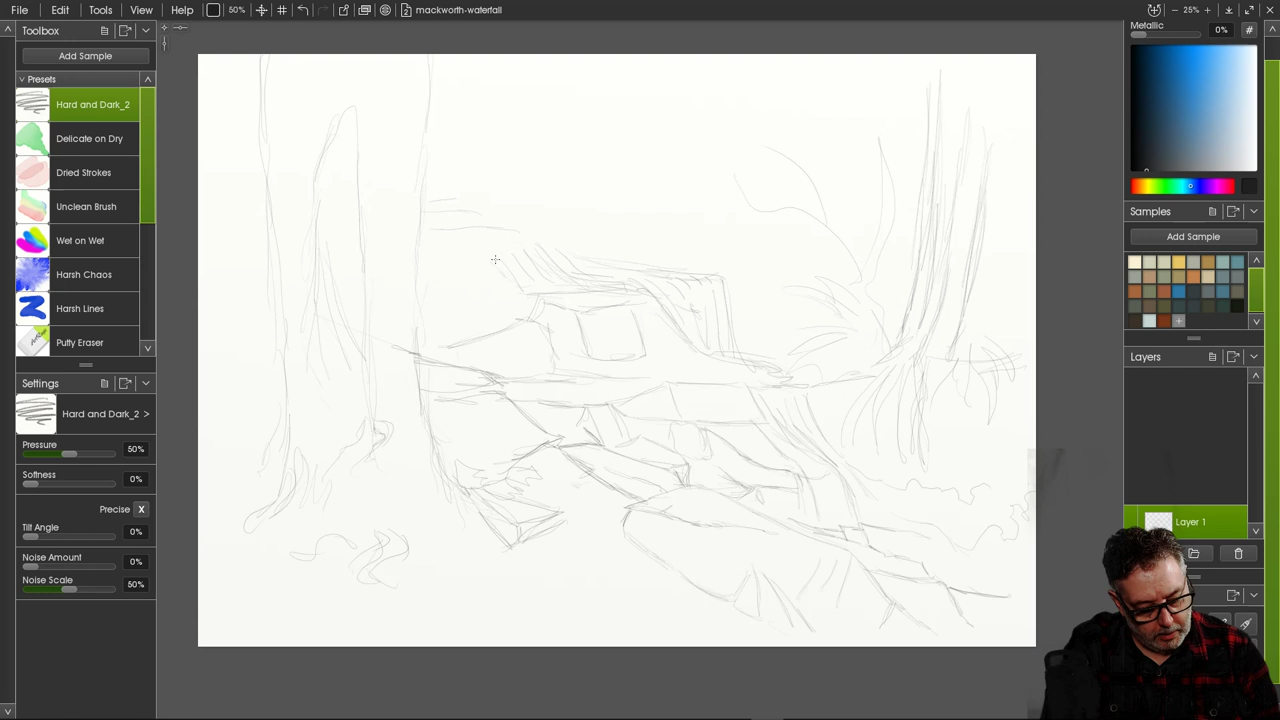 File Edit Tools View Help 50% 2 mackworth-waterfall 25%
Toolbox
Add Sample
Presets
Hard and Dark_2
Delicate on Dry
Dried Strokes
Unclean Brush
Wet on Wet
Harsh Chaos
Harsh Lines
Putty Eraser
Settings
Hard and Dark_2 >
Pressure 50%
Softness 0%
Precise X
Tilt Angle 0%
Noise Amount 0%
Noise Scale 50%
Metallic 0% #
Samples
Add Sample
Layers
Layer 1